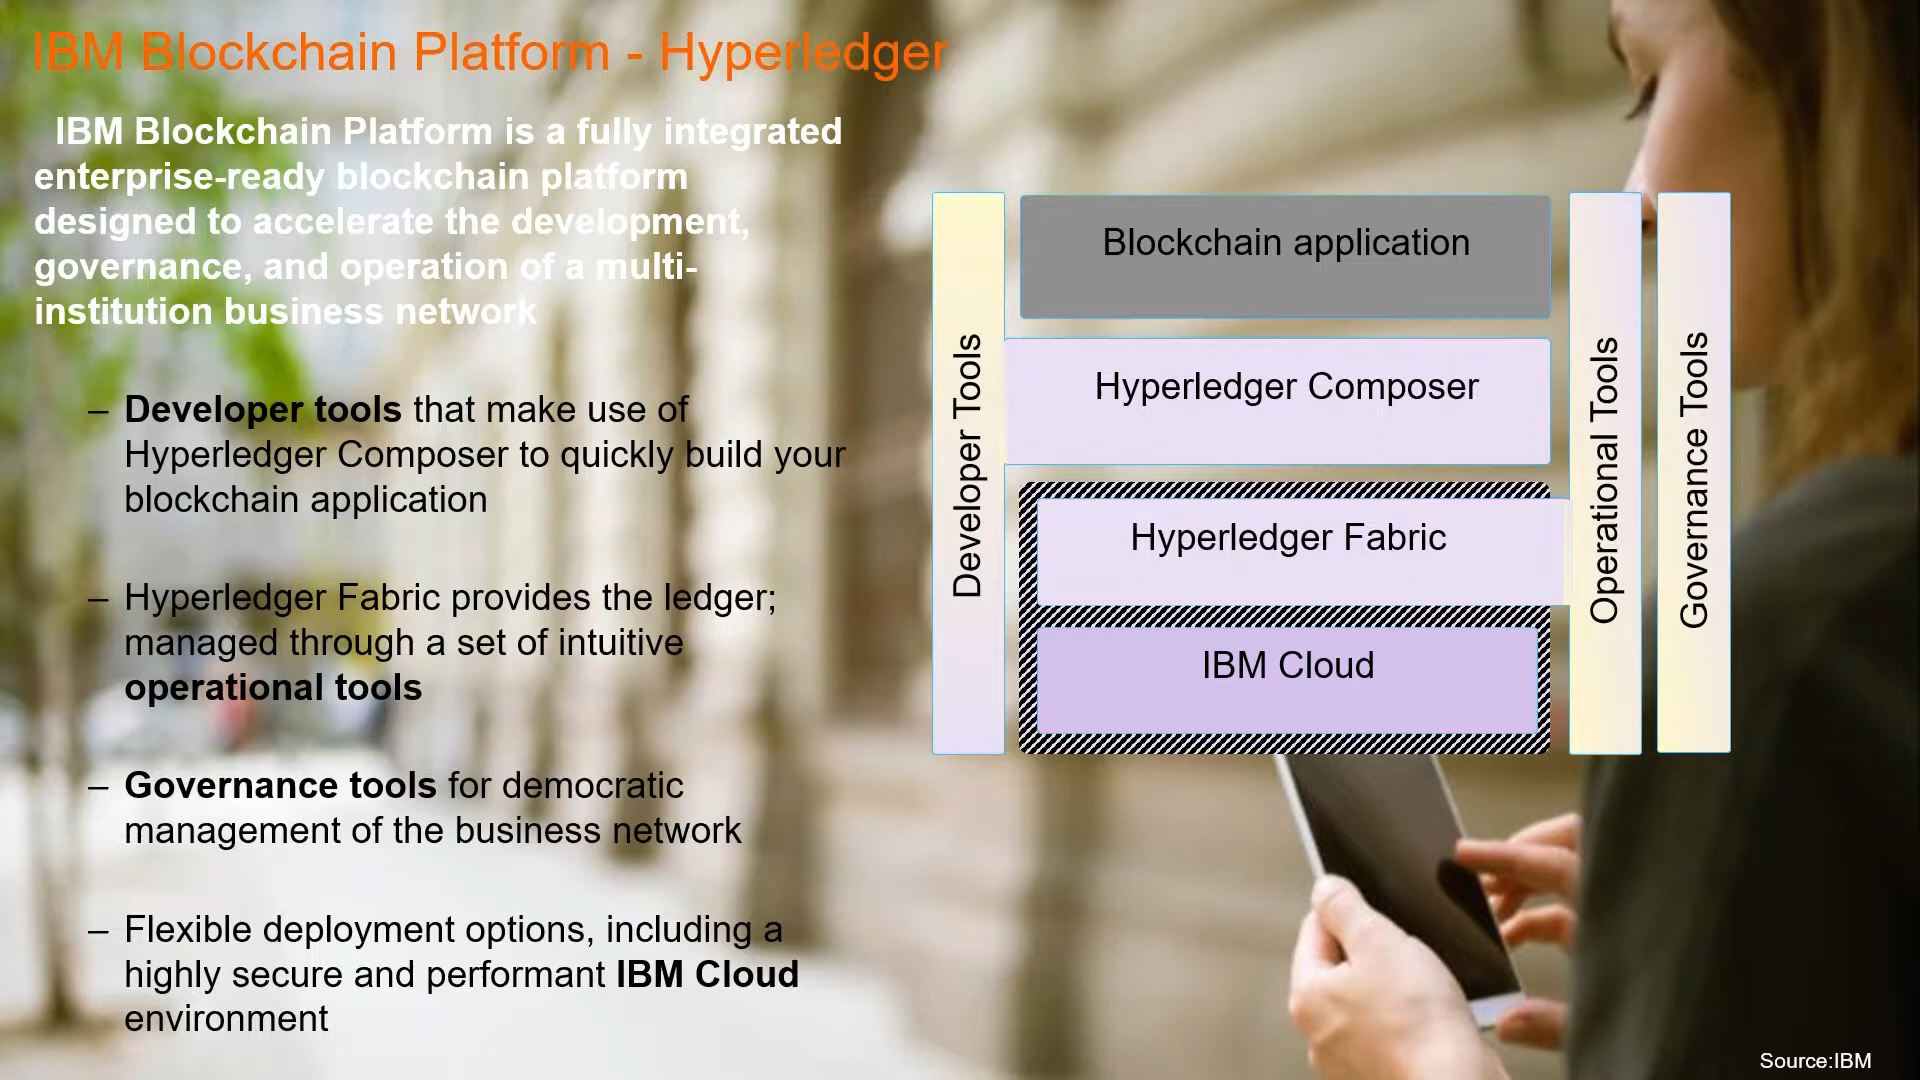 IBM Blockchain Platform - Hyperledger
IBM Blockchain Platform is a fully integrated
enterprise-ready blockchain platform
designed to accelerate the development,
governance, and operation of a multi-
institution business network
– Developer tools that make use of
Hyperledger Composer to quickly build your
blockchain application
– Hyperledger Fabric provides the ledger;
managed through a set of intuitive
operational tools
– Governance tools for democratic
management of the business network
– Flexible deployment options, including a
highly secure and performant IBM Cloud
environment
Developer Tools
Blockchain application
Hyperledger Composer
Hyperledger Fabric
IBM Cloud
Operational Tools
Governance Tools
Source:IBM